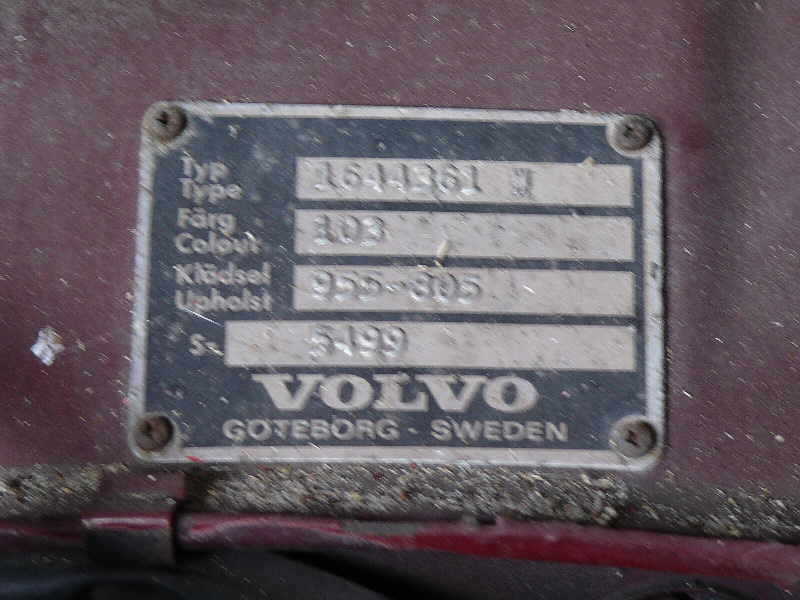 Typ
Type 1644361 M
Färg
Colour 103
Klädsel
Upholst 955-805
S- 5499
VOLVO
GÖTEBORG - SWEDEN